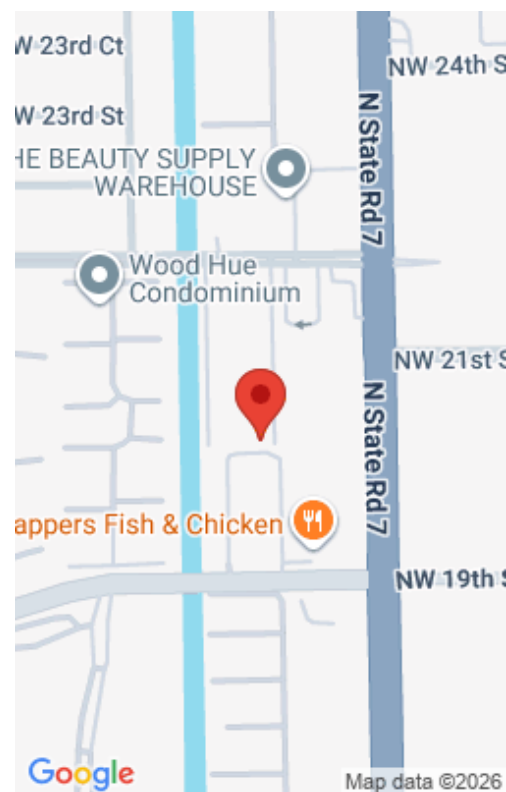 W 23rd Ct
NW 24th S
W 23rd St
HE BEAUTY SUPPLY
WAREHOUSE
N State Rd 7
Wood Hue
Condominium
NW 21st S
N State Rd 7
appers Fish & Chicken
NW 19th S
Google
Map data ©2026